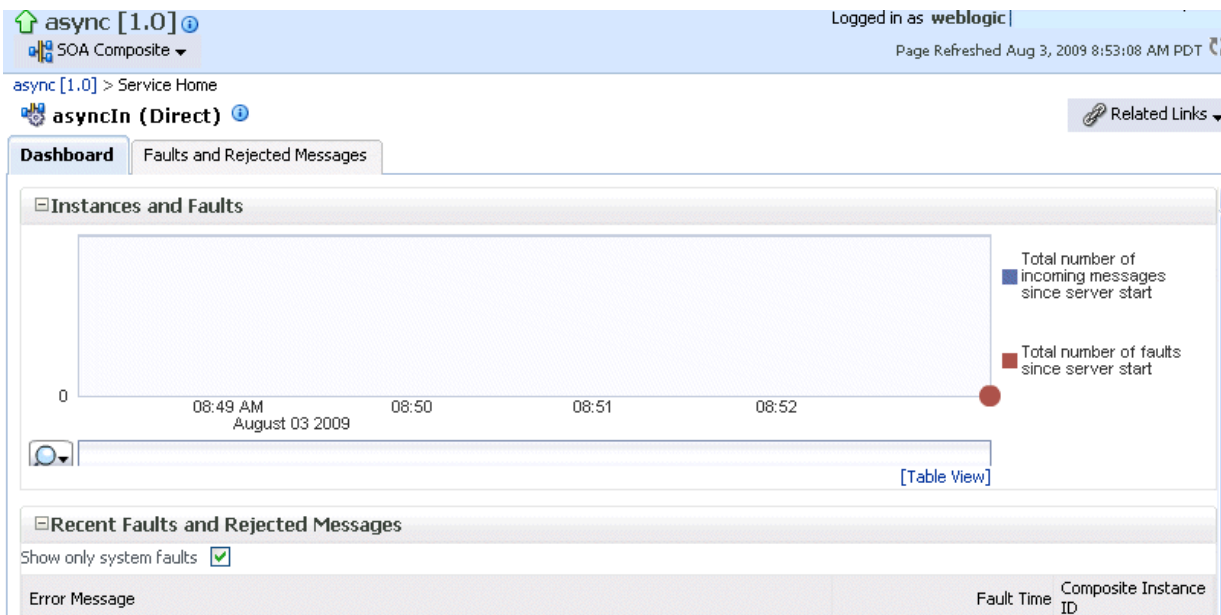 async [1.0]
Logged in as weblogic
SOA Composite
Page Refreshed Aug 3, 2009 8:53:08 AM PDT
async [1.0] > Service Home
asyncIn (Direct)
Related Links
Dashboard
Faults and Rejected Messages
Instances and Faults
Total number of
incoming messages
since server start
Total number of faults
since server start
0
08:49 AM
08:50
08:51
08:52
August 03 2009
[Table View]
Recent Faults and Rejected Messages
Show only system faults
Error Message
Fault Time
Composite Instance
ID